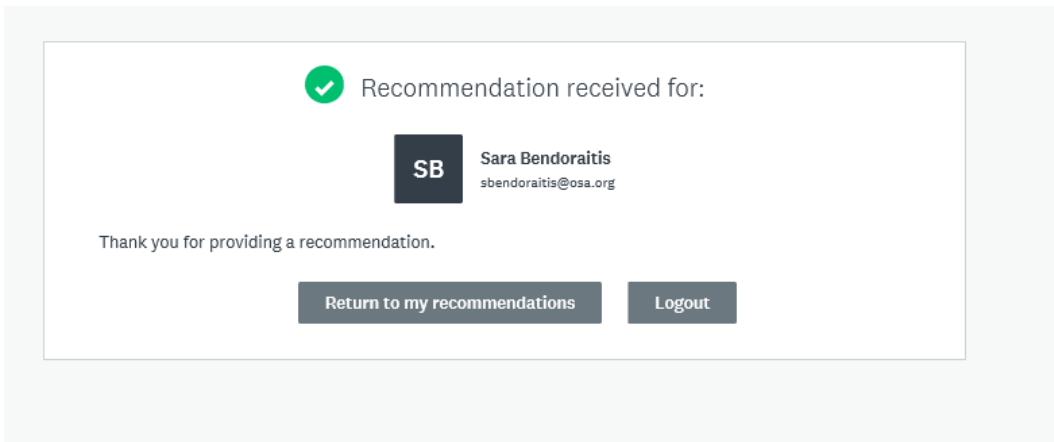 Recommendation received for:
SB
Sara Bendoraitis
sbendoraitis@osa.org
Thank you for providing a recommendation.
Return to my recommendations
Logout